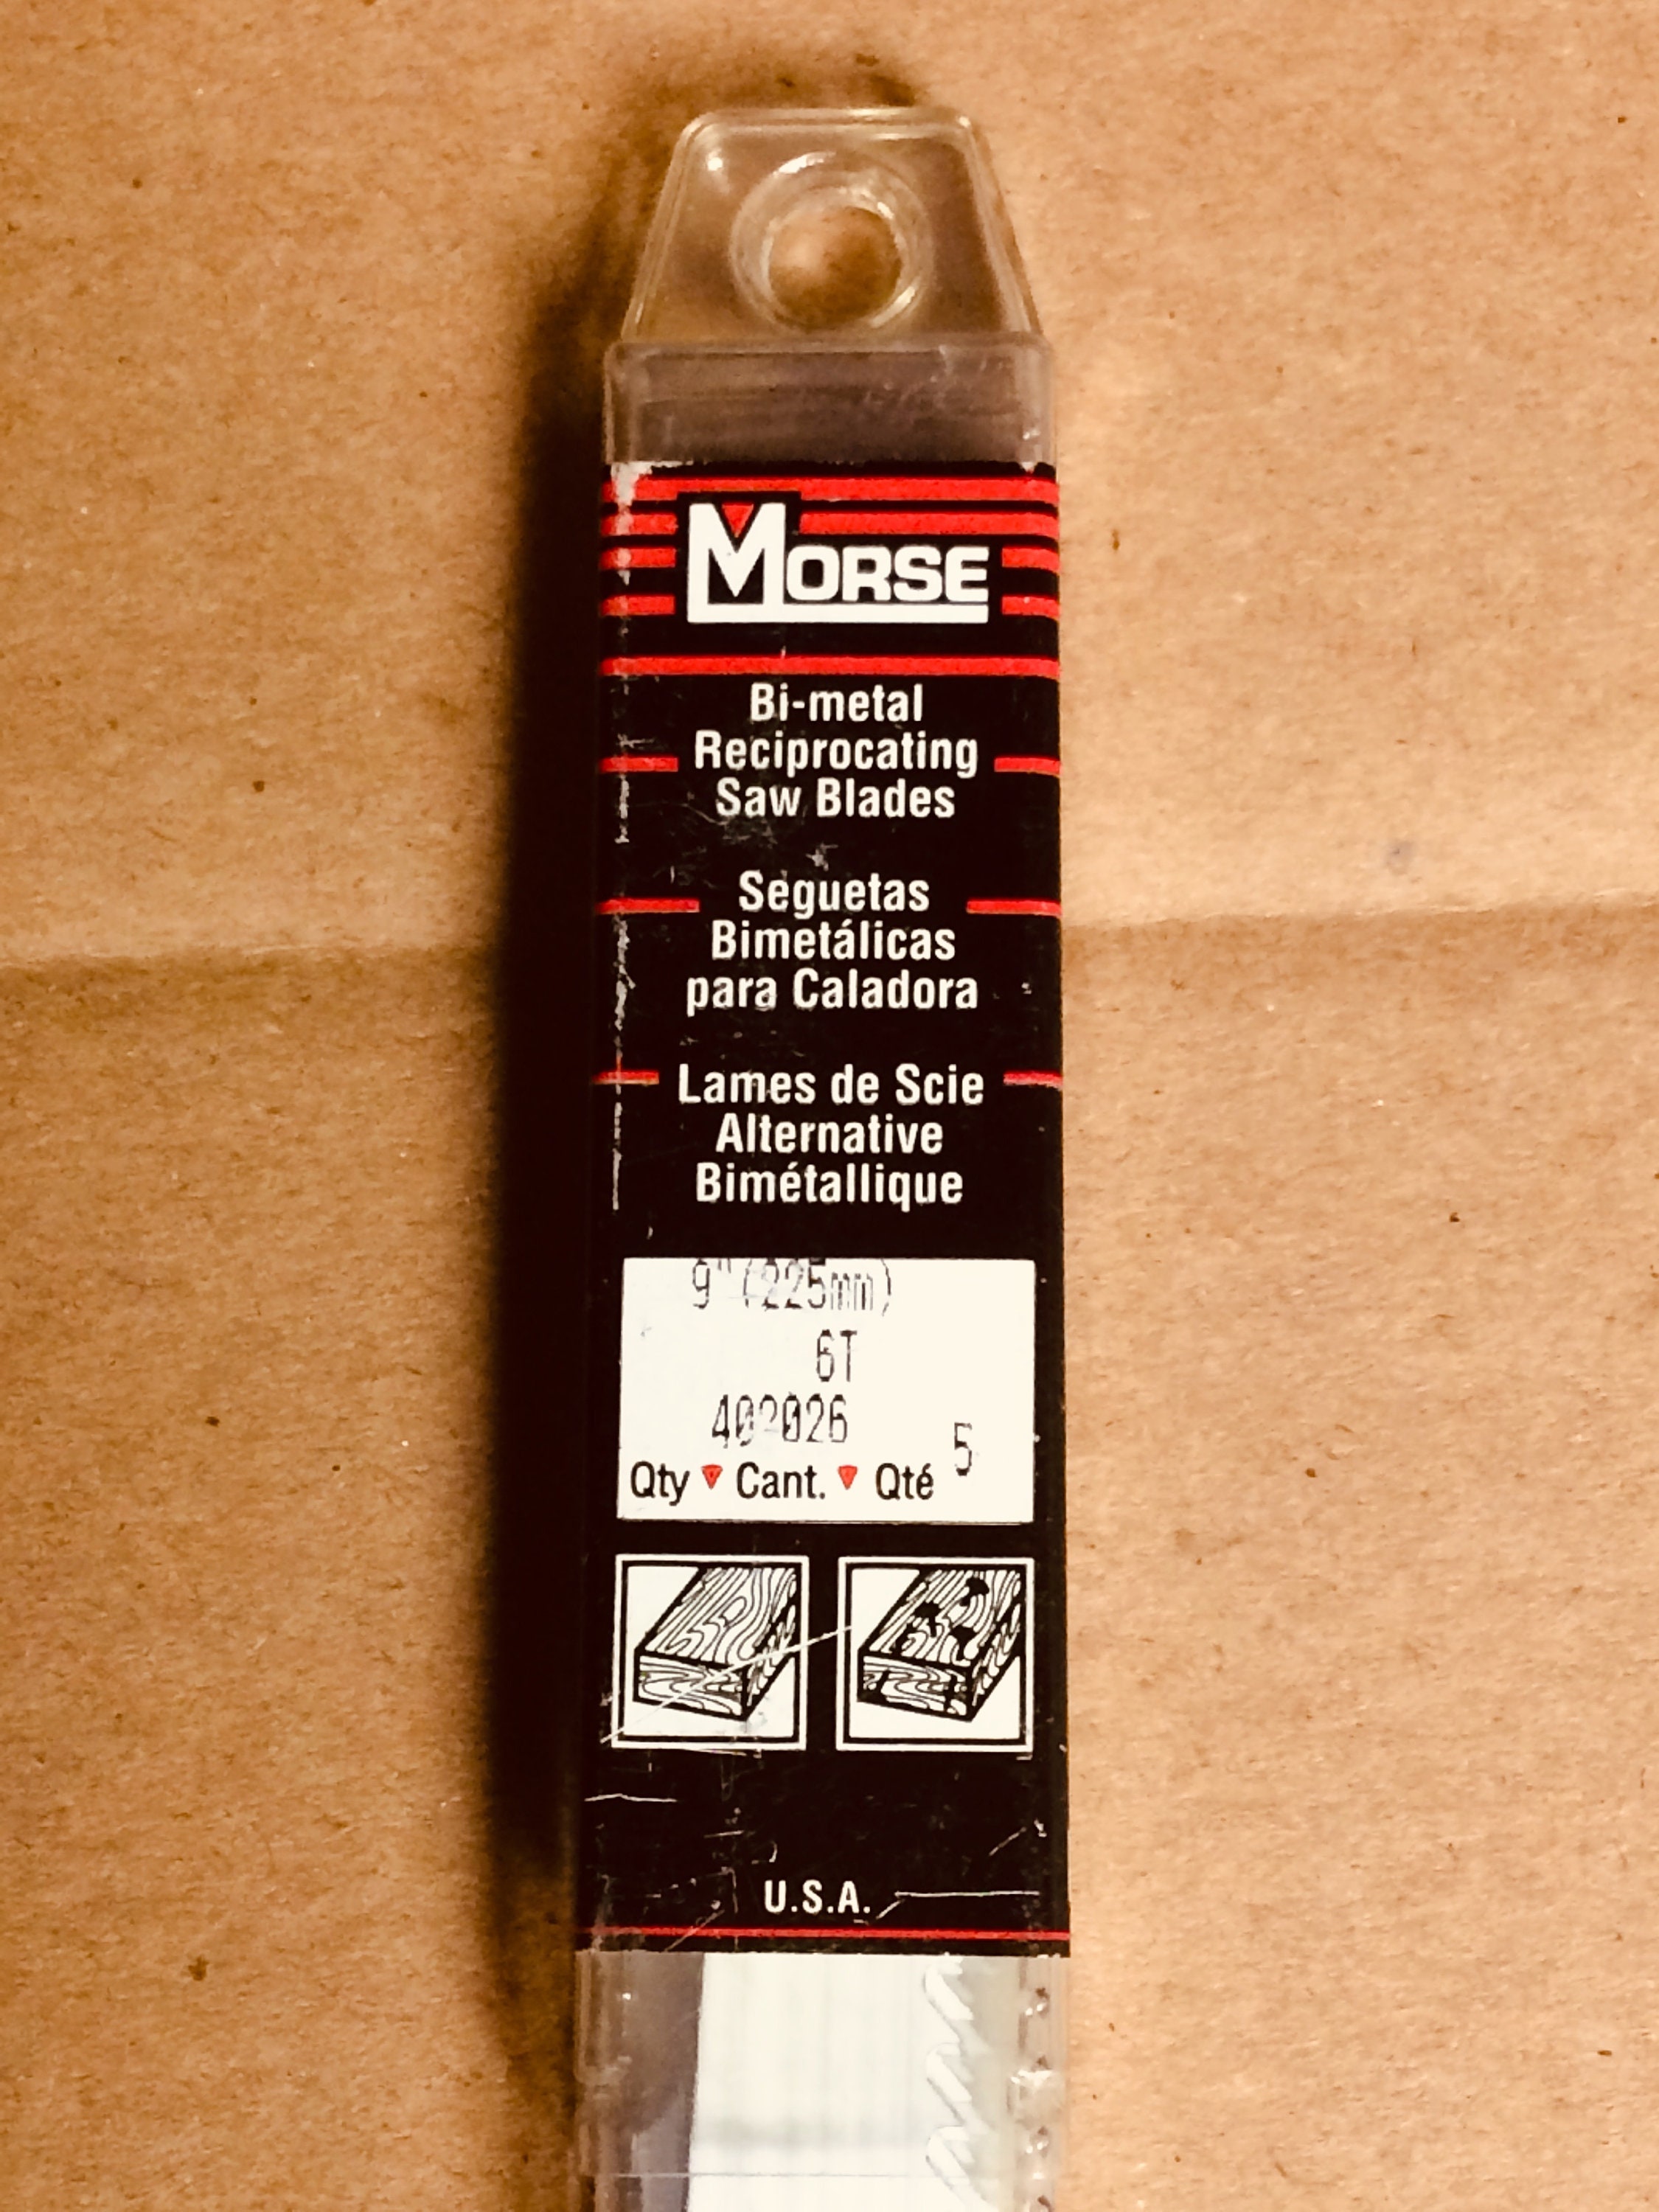 MORSE
Bi-metal
Reciprocating
Saw Blades
Seguetas
Bimetálicas
para Caladora
Lames de Scie
Alternative
Bimétallique
9" (225mm)
6T
5
Qty Cant. Qté
U.S.A.